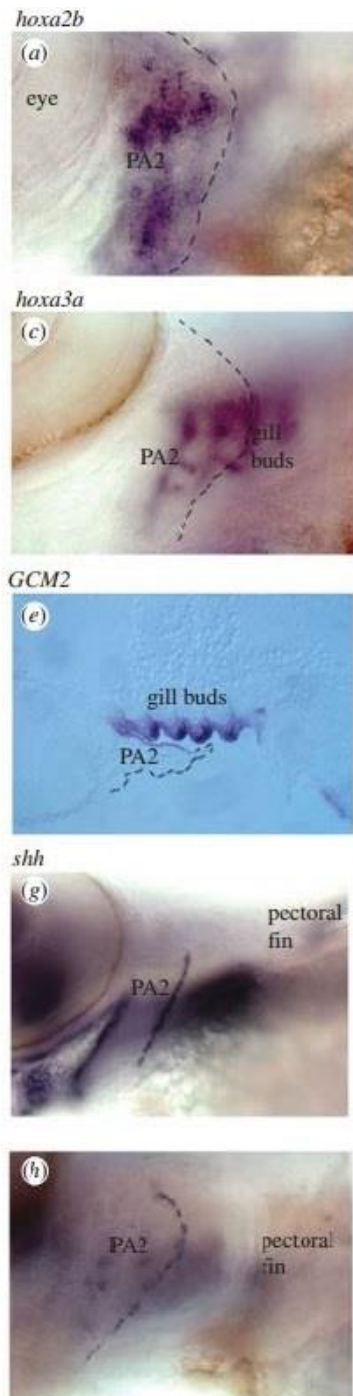 hoxa2b
(a)
eye
PA2
hoxa3a
(c)
PA2
gill
buds
GCM2
(e)
gill buds
PA2
shh
(g)
pectoral
fin
PA2
(h)
PA2
pectoral
fin